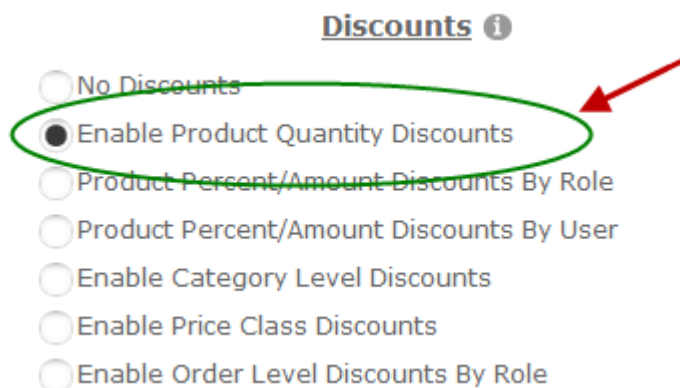 Discounts
No Discounts
Enable Product Quantity Discounts
Product Percent/Amount Discounts By Role
Product Percent/Amount Discounts By User
Enable Category Level Discounts
Enable Price Class Discounts
Enable Order Level Discounts By Role